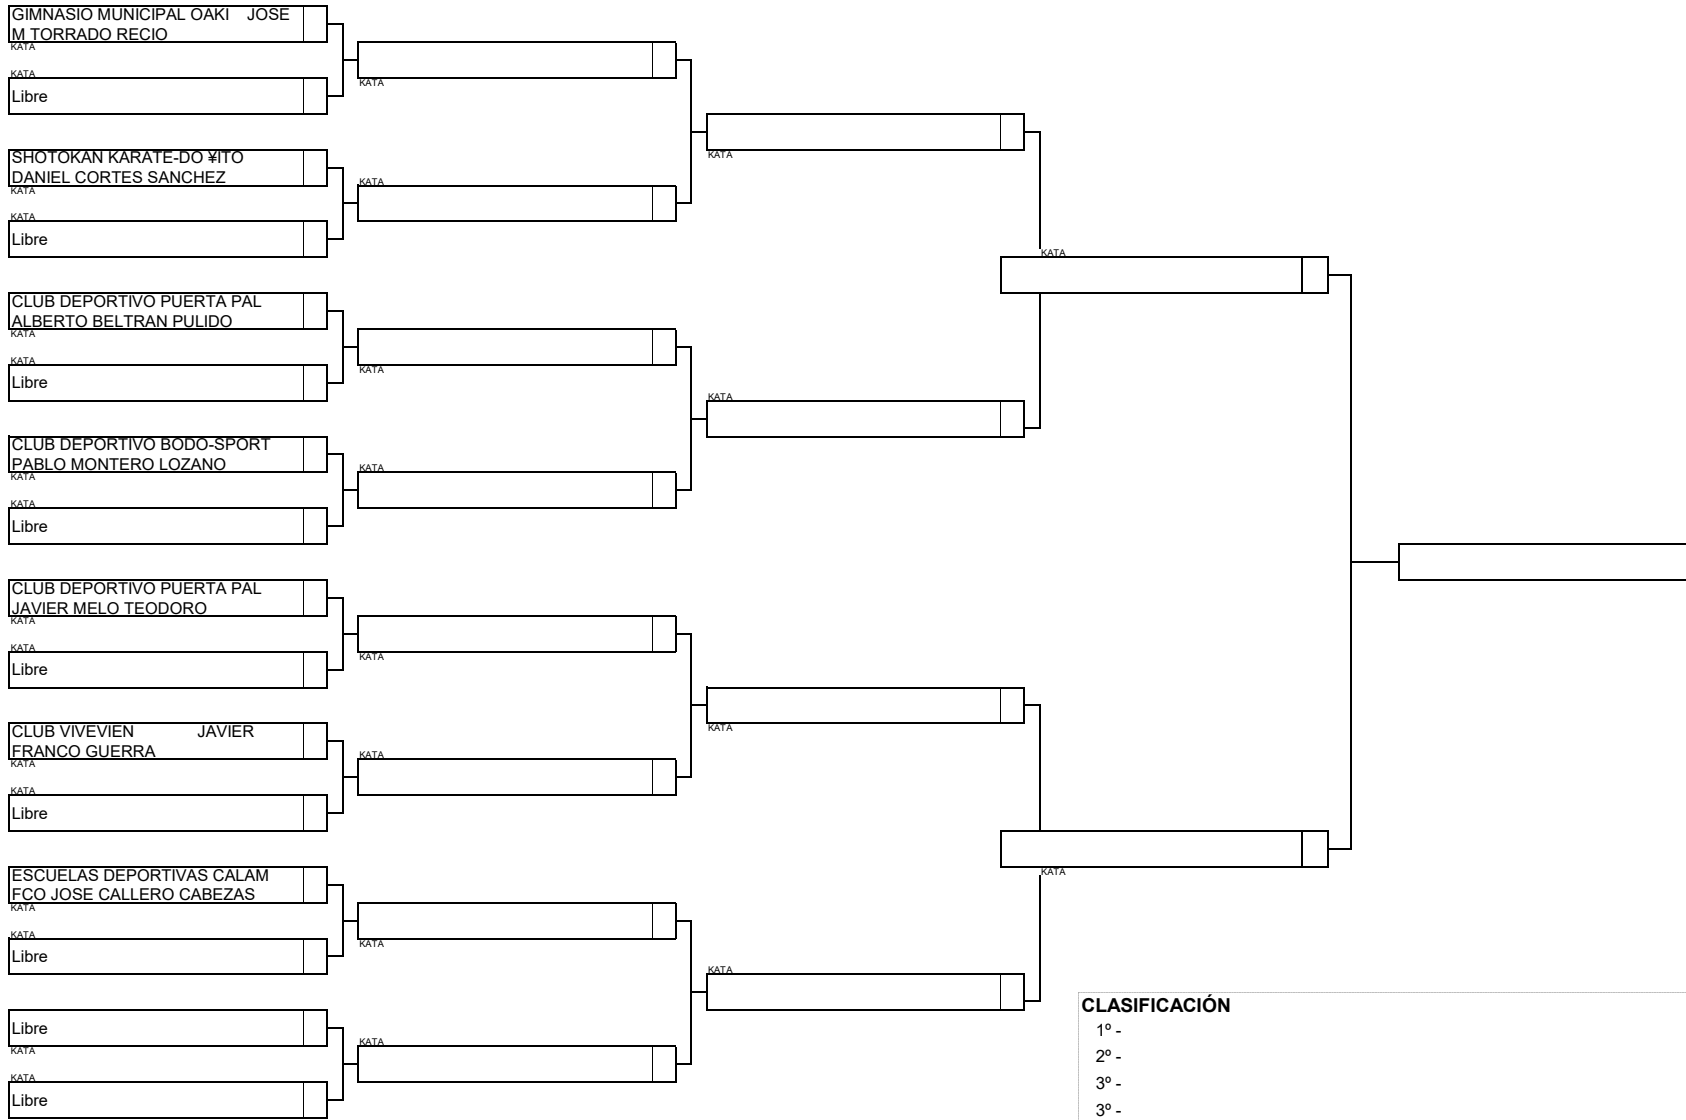 GIMNASIO MUNICIPAL OAKI    JOSE
M TORRADO RECIO
KATA
KATA
Libre
SHOTOKAN KARATE-DO ¥ITO
DANIEL CORTES SANCHEZ
KATA
KATA
Libre
CLUB DEPORTIVO PUERTA PAL
ALBERTO BELTRAN PULIDO
KATA
KATA
Libre
CLUB DEPORTIVO BODO-SPORT
PABLO MONTERO LOZANO
KATA
KATA
Libre
CLUB DEPORTIVO PUERTA PAL
JAVIER MELO TEODORO
KATA
KATA
Libre
CLUB VIVEVIEN    JAVIER
FRANCO GUERRA
KATA
KATA
Libre
ESCUELAS DEPORTIVAS CALAM
FCO JOSE CALLERO CABEZAS
KATA
KATA
Libre
Libre
KATA
KATA
Libre
KATA
KATA
KATA
KATA
KATA
KATA
KATA
KATA
KATA
KATA
KATA
KATA
KATA
KATA
CLASIFICACIÓN
1º -
2º -
3º -
3º -